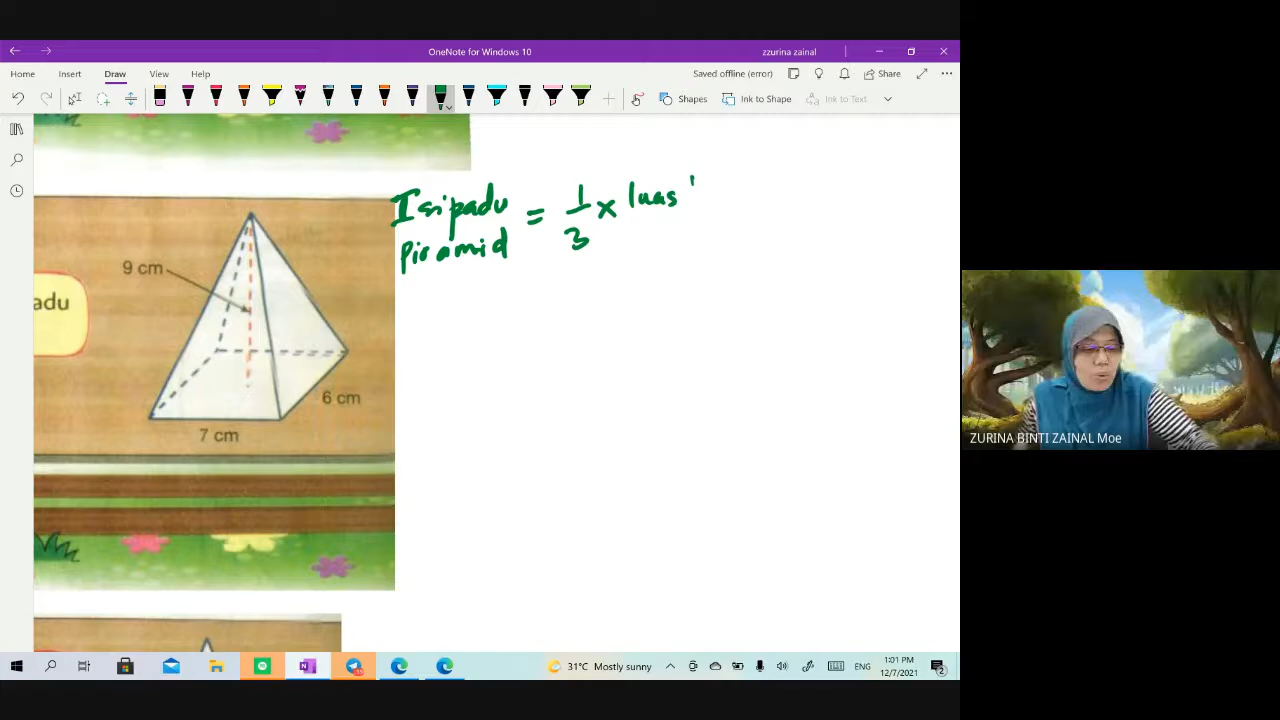 OneNote for Windows 10
zzurina zainal
Home Insert Draw View Help
Saved offline (error)
Share
Shapes
Ink to Shape
Ink to Text
Isipadu piramid = 1/3 x luas
9 cm
adu
6 cm
7 cm
ZURINA BINTI ZAINAL Moe
31°C Mostly sunny
ENG
1:01 PM
12/7/2021
2